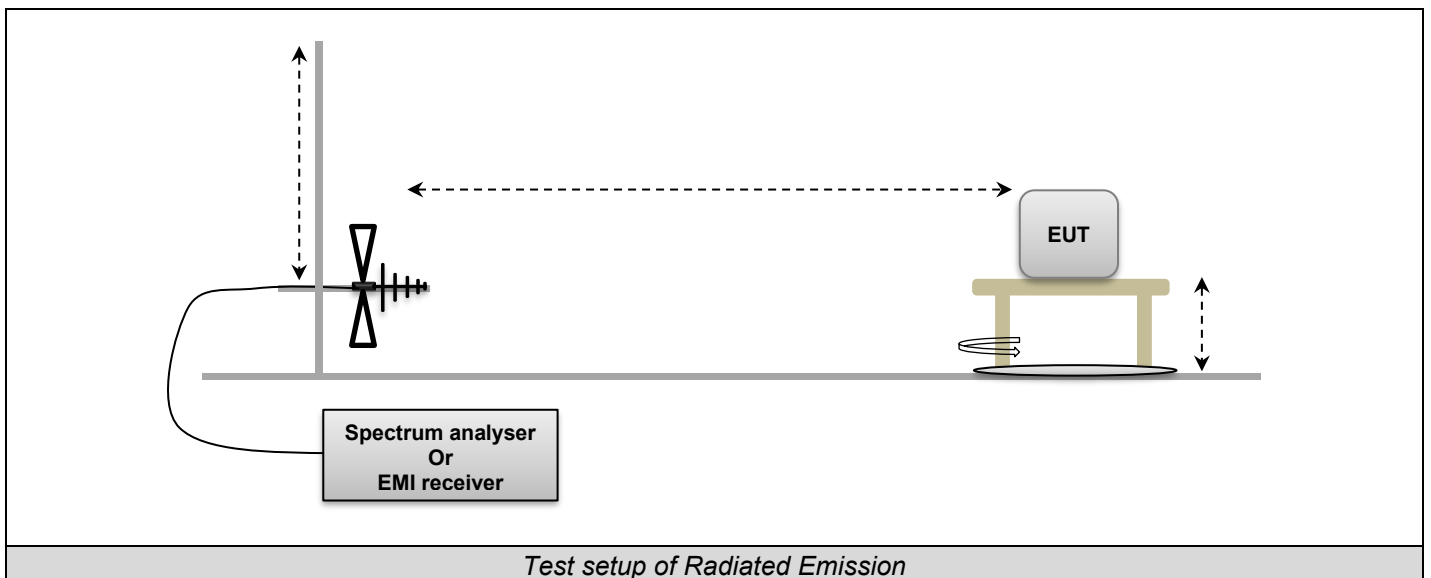 EUT
Spectrum analyser
Or
EMI receiver
Test setup of Radiated Emission